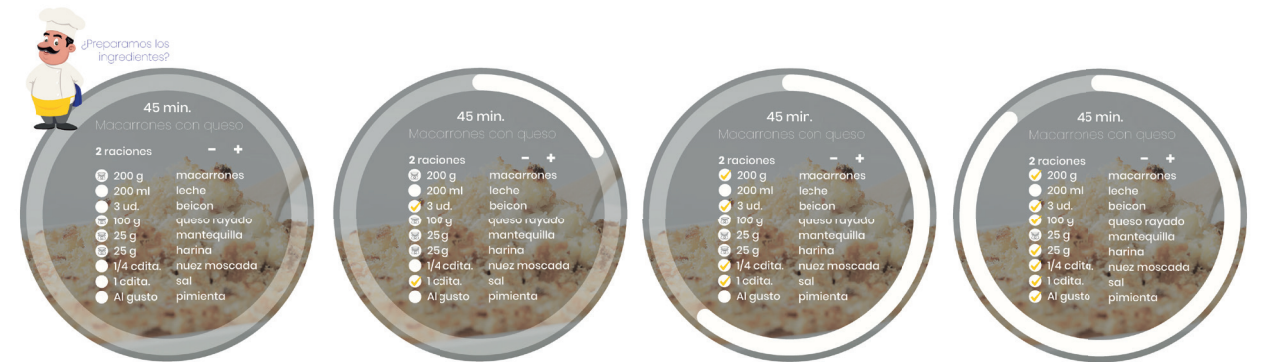 ¿Preparamos los
ingredientes?
45 min.
Macarrones con queso
2 raciones - +
200 g macarrones
200 ml leche
3 ud. beicon
100 g queso rayado
25 g mantequilla
25 g harina
1/4 cdita. nuez moscada
1 cdita. sal
Al gusto pimienta
45 min.
Macarrones con queso
2 raciones - +
200 g macarrones
200 ml leche
3 ud. beicon
100 g queso rayado
25 g mantequilla
25 g harina
1/4 cdita. nuez moscada
1 cdita. sal
Al gusto pimienta
45 min.
Macarrones con queso
2 raciones - +
200 g macarrones
200 ml leche
3 ud. beicon
100 g queso rayado
25 g mantequilla
25 g harina
1/4 cdita. nuez moscada
1 cdita. sal
Al gusto pimienta
45 min.
Macarrones con queso
2 raciones - +
200 g macarrones
200 ml leche
3 ud. beicon
100 g queso rayado
25 g mantequilla
25 g harina
1/4 cdita. nuez moscada
1 cdita. sal
Al gusto pimienta